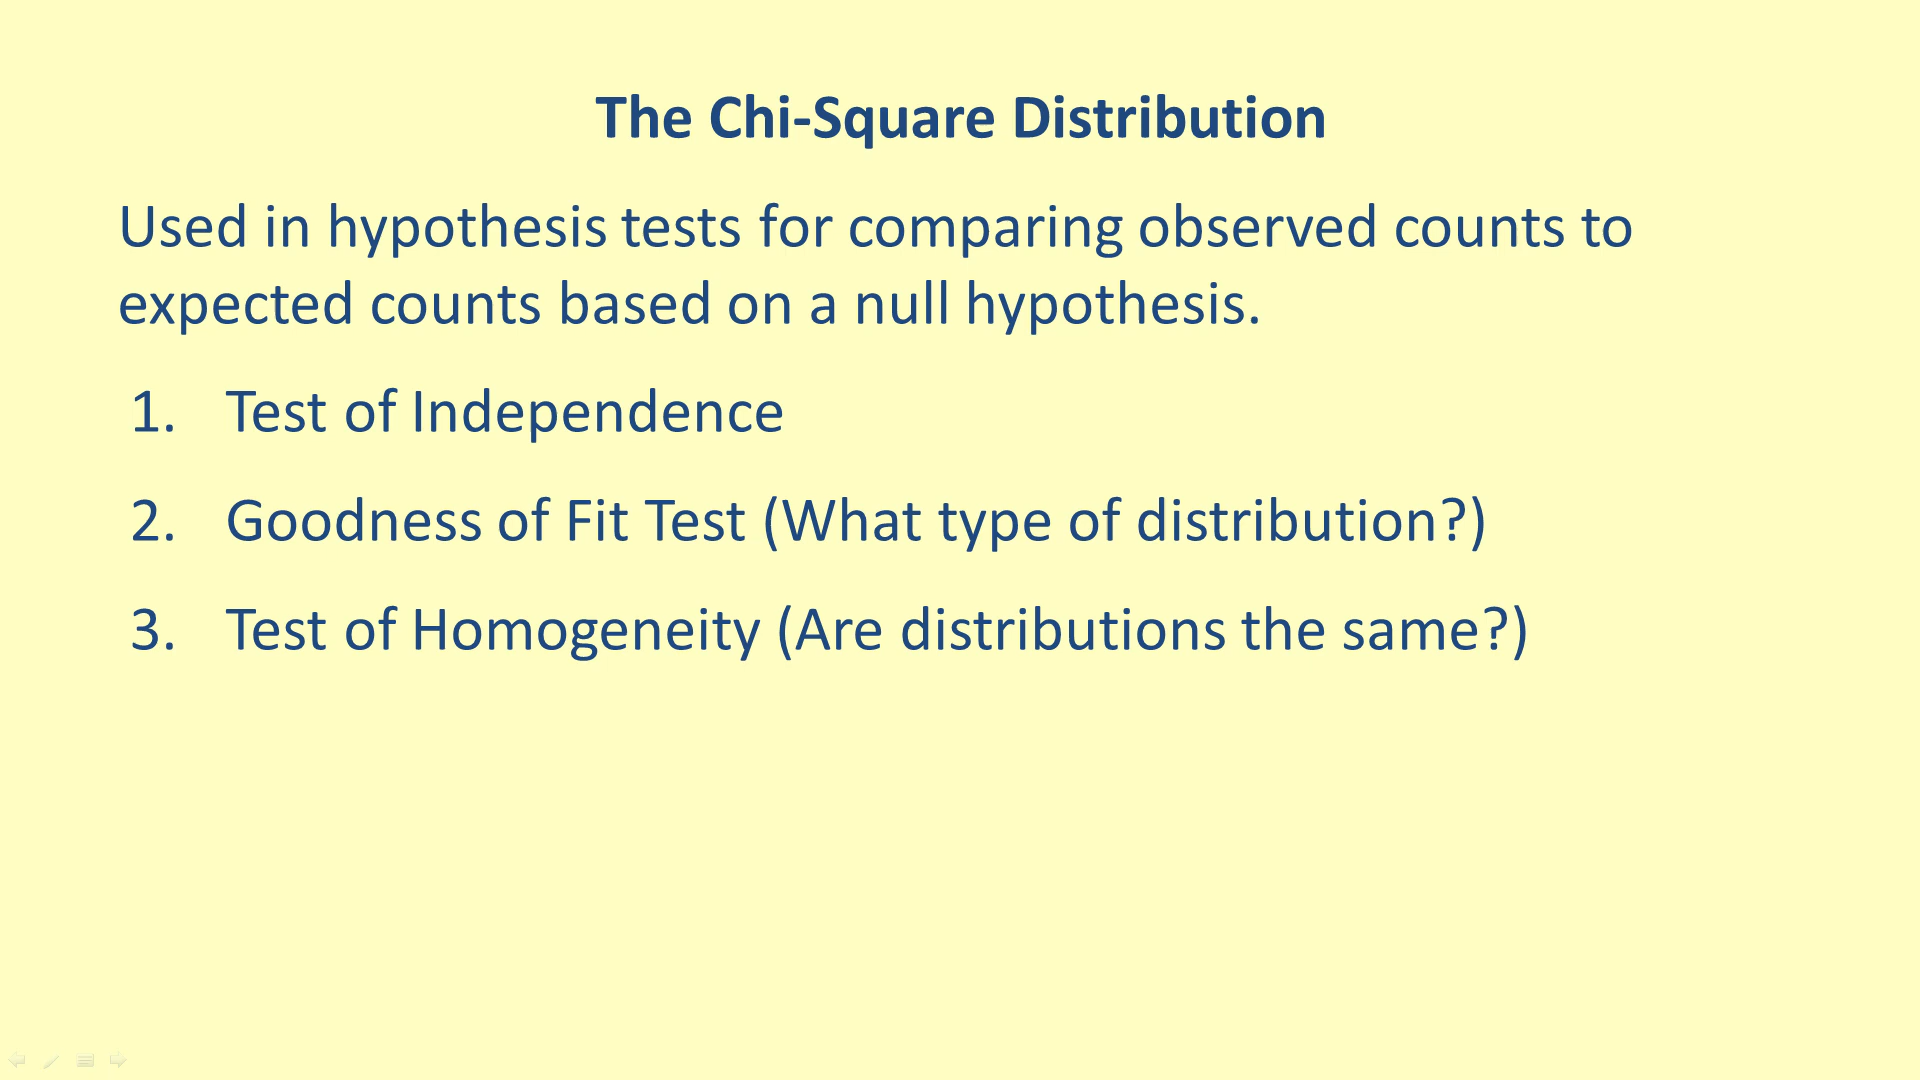 The Chi-Square Distribution
Used in hypothesis tests for comparing observed counts to
expected counts based on a null hypothesis.
1. Test of Independence
2. Goodness of Fit Test (What type of distribution?)
3. Test of Homogeneity (Are distributions the same?)